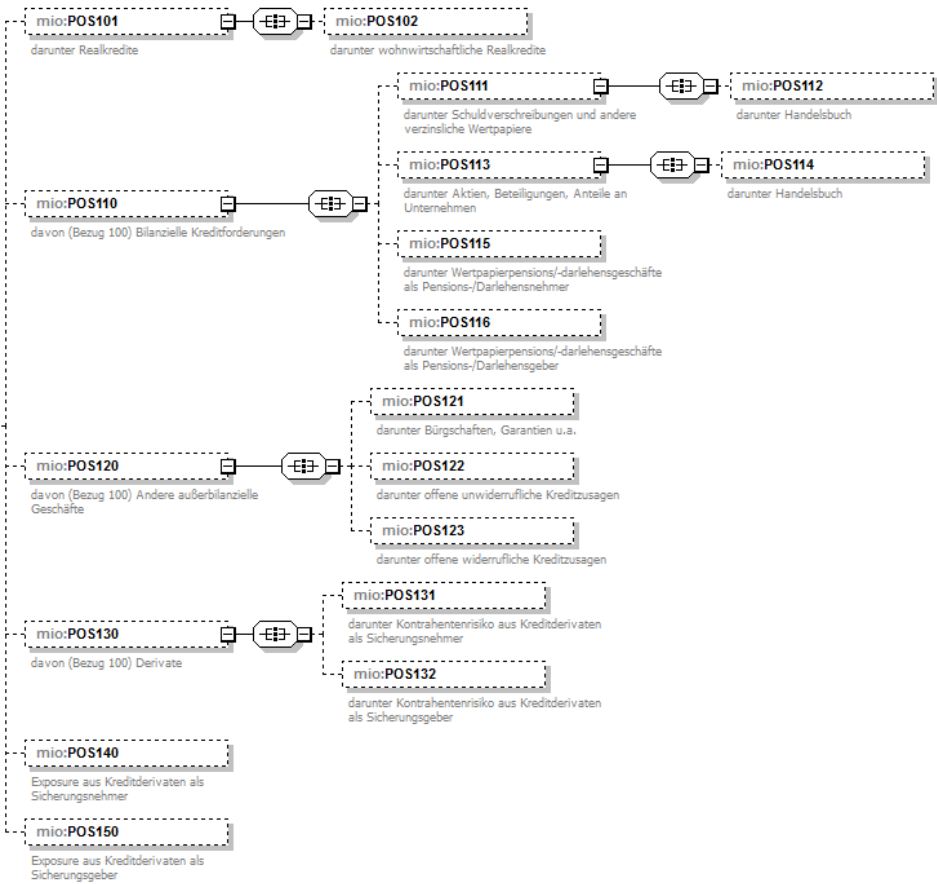 mio:POS101
darunter Realkredite
mio:POS102
darunter wohnwirtschaftliche Realkredite
mio:POS110
davon (Bezug 100) Bilanzielle Kreditforderungen
mio:POS111
darunter Schuldverschreibungen und andere
verzinsliche Wertpapiere
mio:POS112
darunter Handelsbuch
mio:POS113
darunter Aktien, Beteiligungen, Anteile an
Unternehmen
mio:POS114
darunter Handelsbuch
mio:POS115
darunter Wertpapierpensions/-darlehensgeschäfte
als Pensions-/Darlehensnehmer
mio:POS116
darunter Wertpapierpensions/-darlehensgeschäfte
als Pensions-/Darlehensgeber
mio:POS120
davon (Bezug 100) Andere außerbilanzielle
Geschäfte
mio:POS121
darunter Bürgschaften, Garantien u.a.
mio:POS122
darunter offene unwiderrufliche Kreditzusagen
mio:POS123
darunter offene widerrufliche Kreditzusagen
mio:POS130
davon (Bezug 100) Derivate
mio:POS131
darunter Kontrahentenrisiko aus Kreditderivaten
als Sicherungsnehmer
mio:POS132
darunter Kontrahentenrisiko aus Kreditderivaten
als Sicherungsgeber
mio:POS140
Exposure aus Kreditderivaten als
Sicherungsnehmer
mio:POS150
Exposure aus Kreditderivaten als
Sicherungsgeber